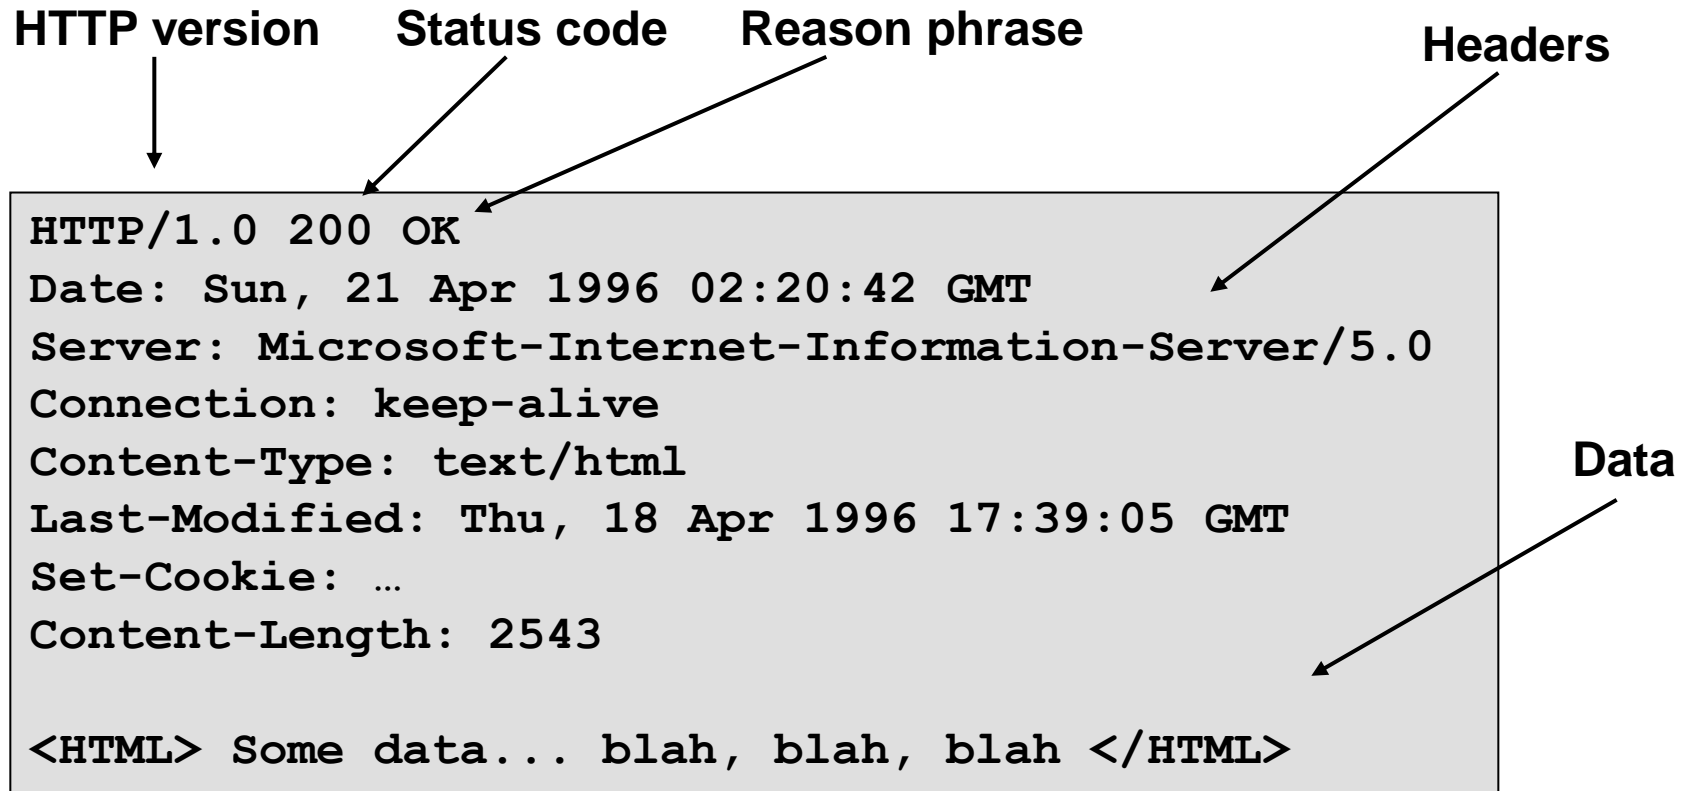 HTTP version Status code Reason phrase Headers
HTTP/1.0 200 OK
Date: Sun, 21 Apr 1996 02:20:42 GMT
Server: Microsoft-Internet-Information-Server/5.0
Connection: keep-alive
Content-Type: text/html
Data
Last-Modified: Thu, 18 Apr 1996 17:39:05 GMT
Set-Cookie: …
Content-Length: 2543
<HTML> Some data... blah, blah, blah </HTML>